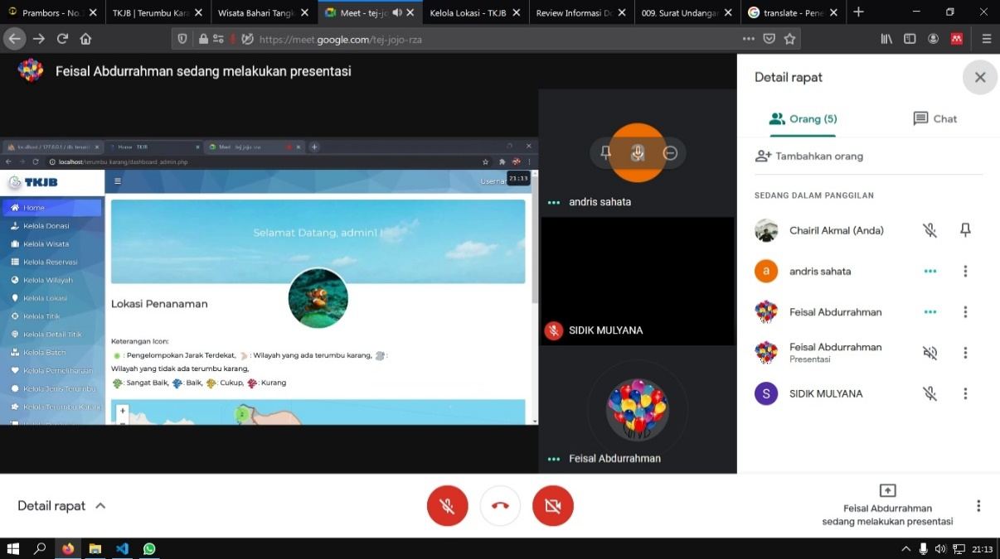 Prambors - No.1
TKJB | Terumbu Kara
Wisata Bahari Tangk
Meet - tej-jo
Kelola Lokasi - TKJB
Review Informasi Do
009. Surat Undangan
translate - Pene
https://meet.google.com/tej-jojo-rza
Feisal Abdurrahman sedang melakukan presentasi
localhost / 127.0.0.1 / db_terum
Home - TKJB
Meet - tej-jojo-rza
localhost/terumbu_karang/dashboard_admin.php
TKJB
Userna
21:13
Home
Kelola Donasi
Kelola Wisata
Kelola Reservasi
Kelola Wilayah
Kelola Lokasi
Kelola Titik
Kelola Detail Titik
Kelola Batch
Kelola Pemeliharaan
Kelola Jenis Terumbu
Kelola Terumbu Karang
Selamat Datang, admin1 !
Lokasi Penanaman
Keterangan Icon:
: Pengelompokan Jarak Terdekat, : Wilayah yang ada terumbu karang, :
Wilayah yang tidak ada terumbu karang,
: Sangat Baik, : Baik, : Cukup, : Kurang
+
2
a
andris sahata
SIDIK MULYANA
Feisal Abdurrahman
Detail rapat
Orang (5)
Chat
Tambahkan orang
SEDANG DALAM PANGGILAN
Chairil Akmal (Anda)
a
andris sahata
Feisal Abdurrahman
Feisal Abdurrahman
Presentasi
S
SIDIK MULYANA
Detail rapat
Feisal Abdurrahman
sedang melakukan presentasi
21:13